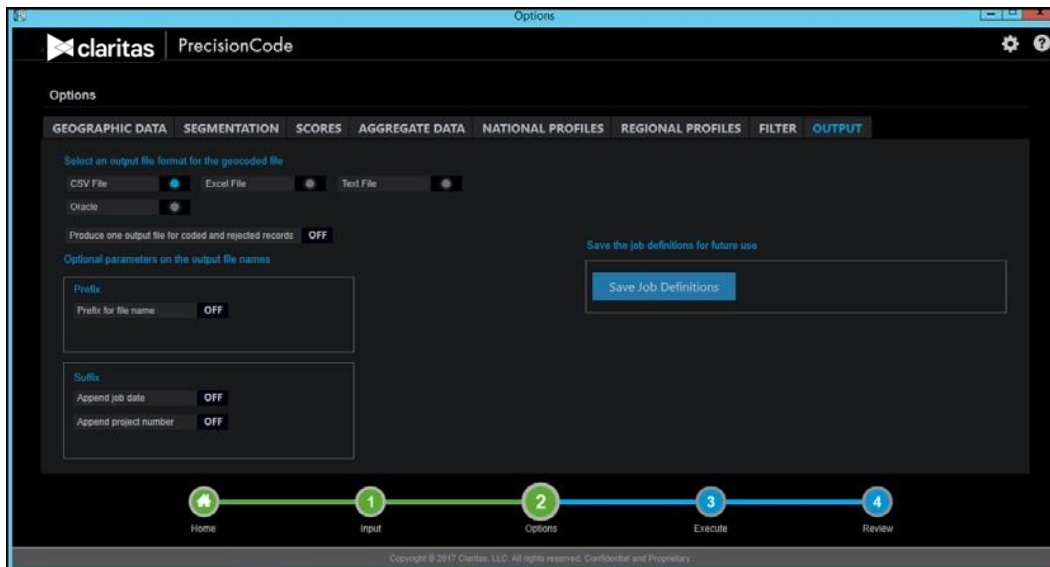 Options
claritas PrecisionCode
Options
GEOGRAPHIC DATA SEGMENTATION SCORES AGGREGATE DATA NATIONAL PROFILES REGIONAL PROFILES FILTER OUTPUT
Select an output file format for the geocoded file
CSV File Excel File Text File
Oracle
Produce one output file for coded and rejected records OFF
Optional parameters on the output file names
Prefix
Prefix for file name OFF
Suffix
Append job date OFF
Append project number OFF
Save the job definitions for future use
Save Job Definitions
1 2 3 4
Home Input Options Execute Review
Copyright © 2017 Claritas, LLC. All rights reserved. Confidential and Proprietary.